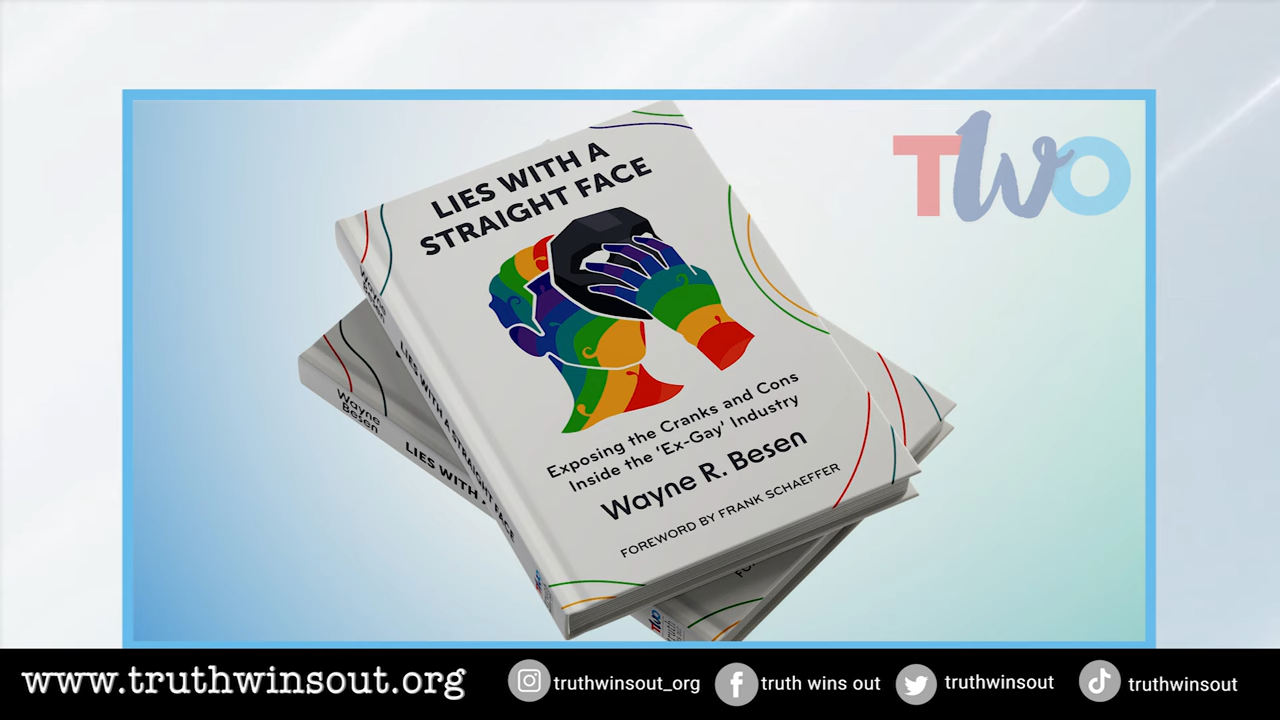 TWO
LIES WITH A
STRAIGHT FACE
Exposing the Cranks and Cons
Inside the 'Ex-Gay' Industry
Wayne R. Besen
FOREWORD BY FRANK SCHAEFFER
Wayne
Besen
LIES WITH A STRAIGHT FACE
Wayne
Besen
LIES WITH
www.truthwinsout.org
truthwinsout_org
truth wins out
truthwinsout
truthwinsout